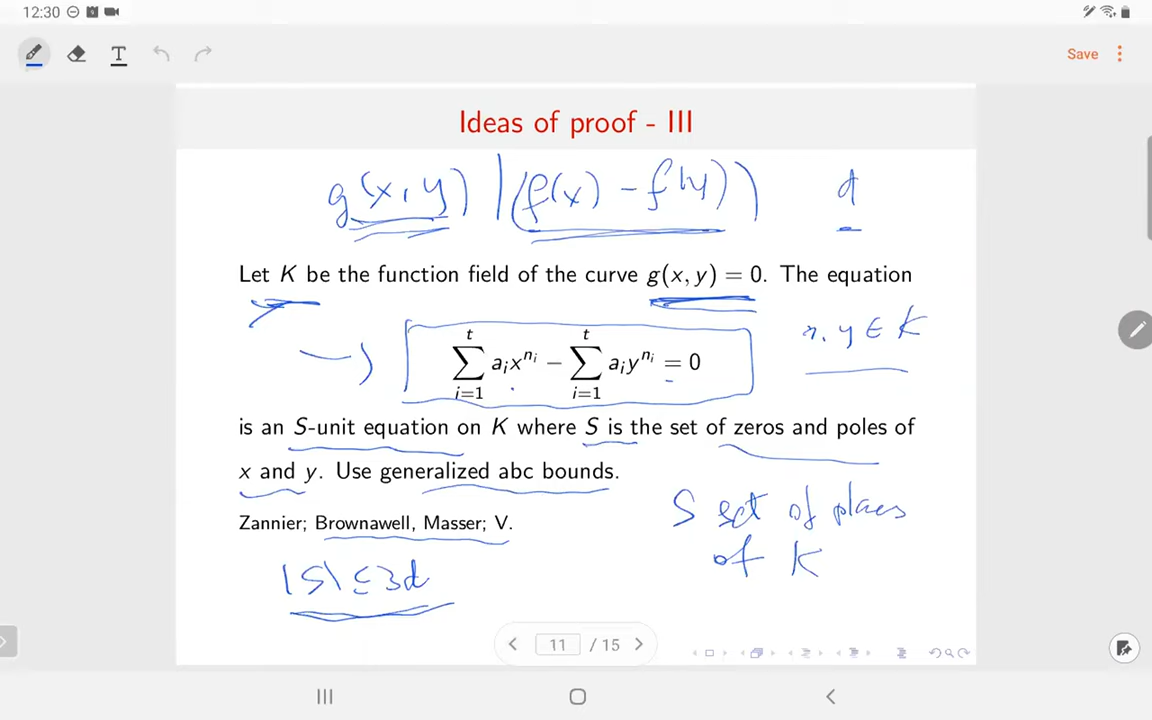 12:30
T
Save
Ideas of proof - III
g(x, y) | (f(x) - f(y)) d
Let K be the function field of the curve g(x, y) = 0. The equation
x, y ∈ K
∑_{i=1}^{t} a_i x^{n_i} − ∑_{i=1}^{t} a_i y^{n_i} = 0
is an S-unit equation on K where S is the set of zeros and poles of
x and y. Use generalized abc bounds.
S set of places
of K
Zannier; Brownawell, Masser; V.
|S| ≤ 3d
11 / 15